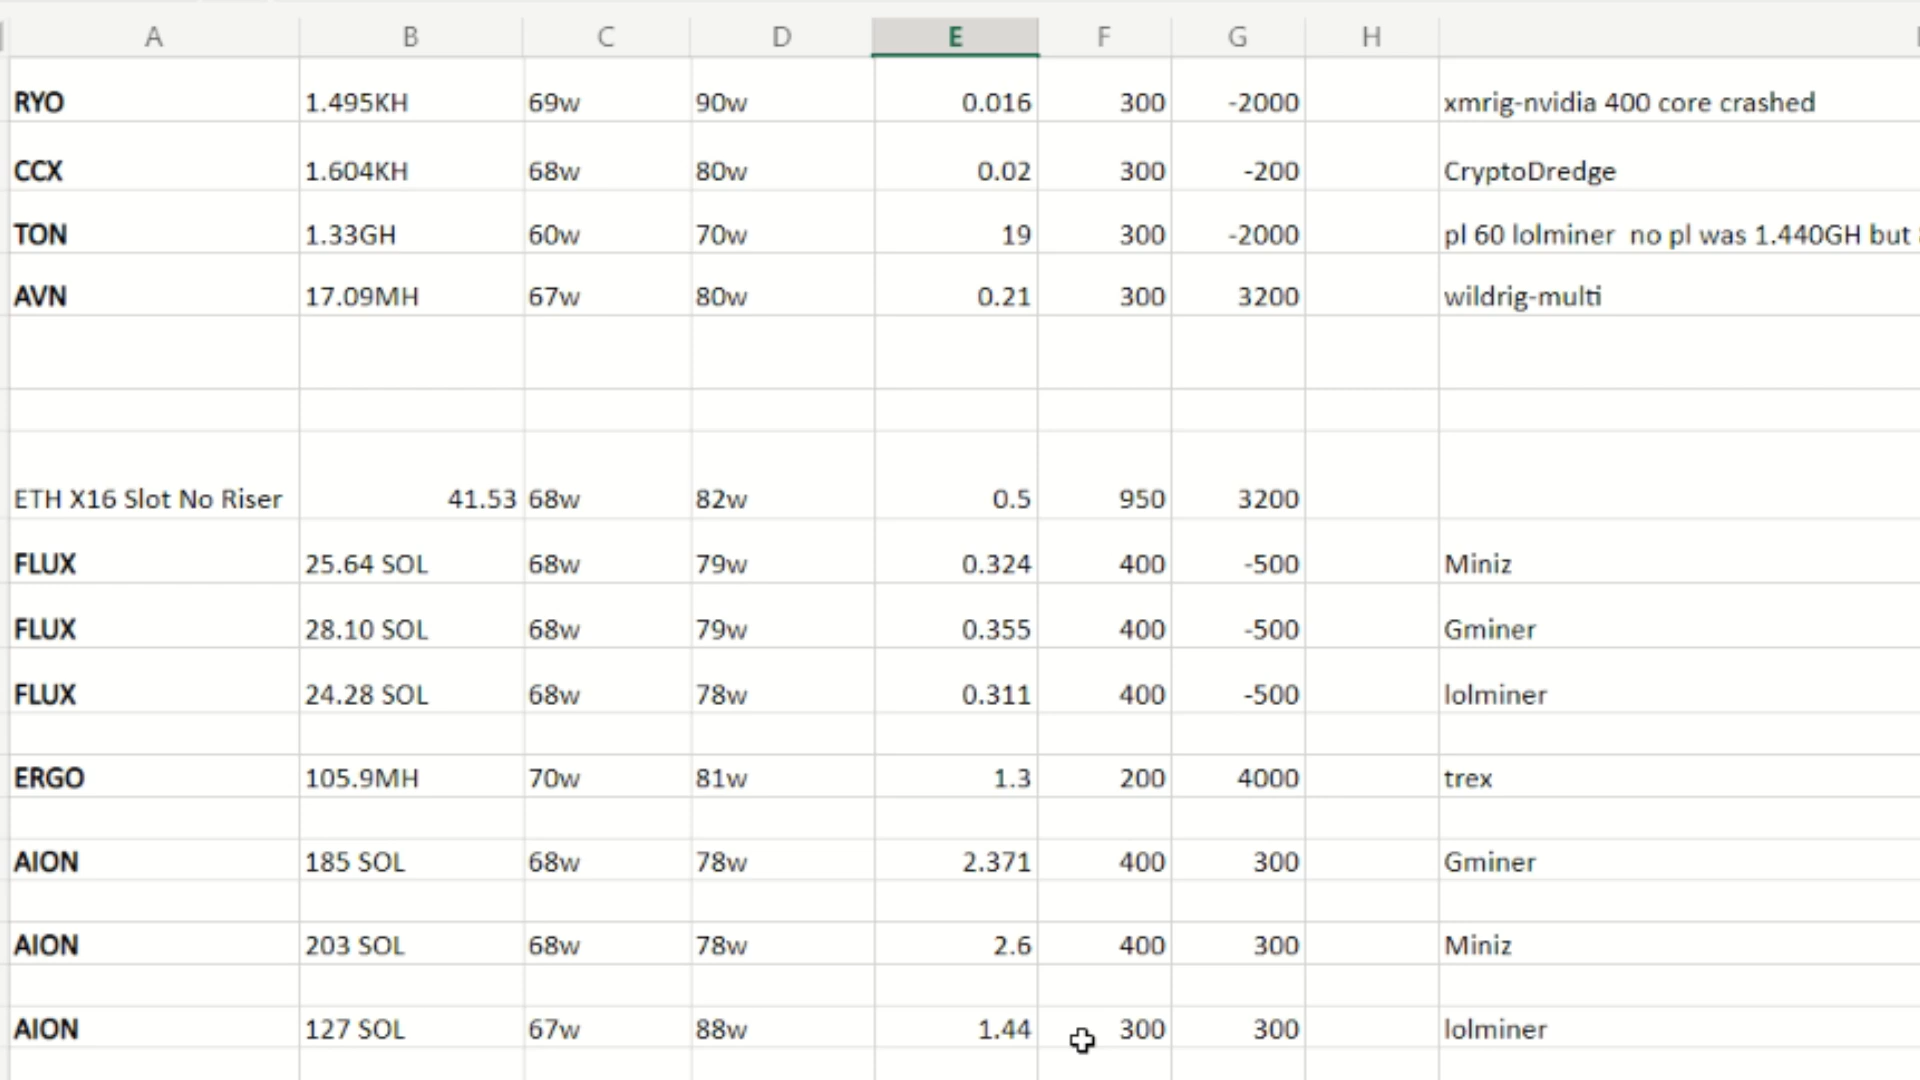 A B C D E F G H
RYO 1.495KH 69w 90w 0.016 300 -2000 xmrig-nvidia 400 core crashed
CCX 1.604KH 68w 80w 0.02 300 -200 CryptoDredge
TON 1.33GH 60w 70w 19 300 -2000 pl 60 lolminer no pl was 1.440GH but
AVN 17.09MH 67w 80w 0.21 300 3200 wildrig-multi
ETH X16 Slot No Riser 41.53 68w 82w 0.5 950 3200
FLUX 25.64 SOL 68w 79w 0.324 400 -500 Miniz
FLUX 28.10 SOL 68w 79w 0.355 400 -500 Gminer
FLUX 24.28 SOL 68w 78w 0.311 400 -500 lolminer
ERGO 105.9MH 70w 81w 1.3 200 4000 trex
AION 185 SOL 68w 78w 2.371 400 300 Gminer
AION 203 SOL 68w 78w 2.6 400 300 Miniz
AION 127 SOL 67w 88w 1.44 300 300 lolminer